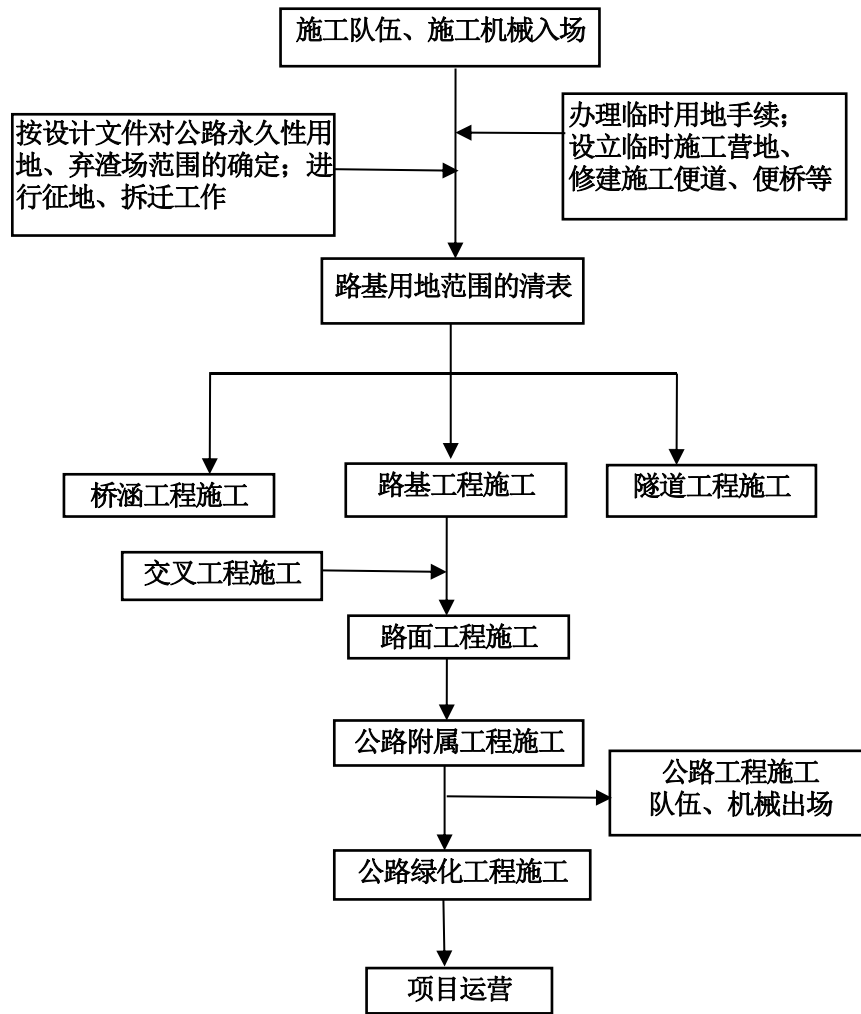 施工队伍、施工机械入场
办理临时用地手续；
设立临时施工营地、
修建施工便道、便桥等
按设计文件对公路永久性用
地、弃渣场范围的确定；进
行征地、拆迁工作
路基用地范围的清表
桥涵工程施工
路基工程施工
隧道工程施工
交叉工程施工
路面工程施工
公路附属工程施工
公路工程施工
队伍、机械出场
公路绿化工程施工
项目运营